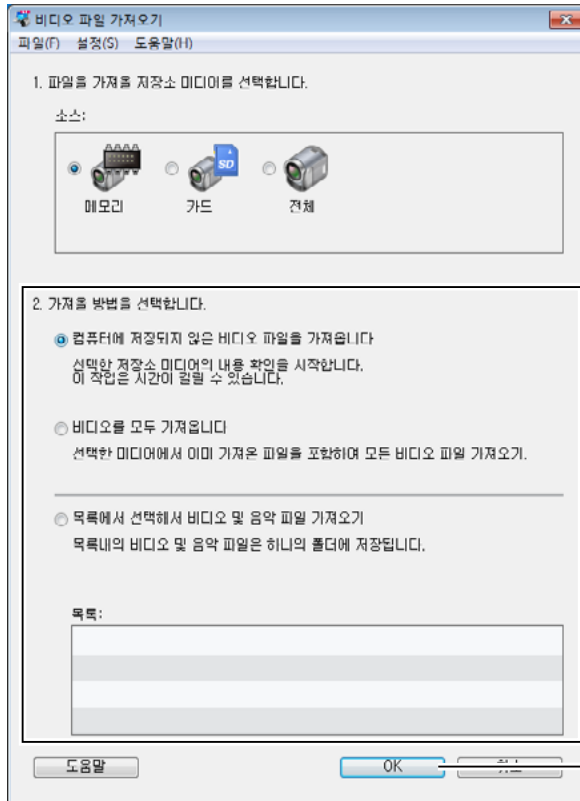 비디오 파일 가져오기
파일(F) 설정(S) 도움말(H)
1. 파일을 가져올 저장소 미디어를 선택합니다.
소스:
SD
메모리 카드 전체
2. 가져올 방법을 선택합니다.
컴퓨터에 저장되지 않은 비디오 파일을 가져옵니다
선택한 저장소 미디어의 내용 확인을 시작합니다.
이 작업은 시간이 걸릴 수 있습니다.
비디오를 모두 가져옵니다
선택한 미디어에서 이미 가져온 파일을 포함하여 모든 비디오 파일 가져오기.
목록에서 선택해서 비디오 및 음악 파일 가져오기
목록내의 비디오 및 음악 파일은 하나의 폴더에 저장됩니다.
목록:
도움말 OK